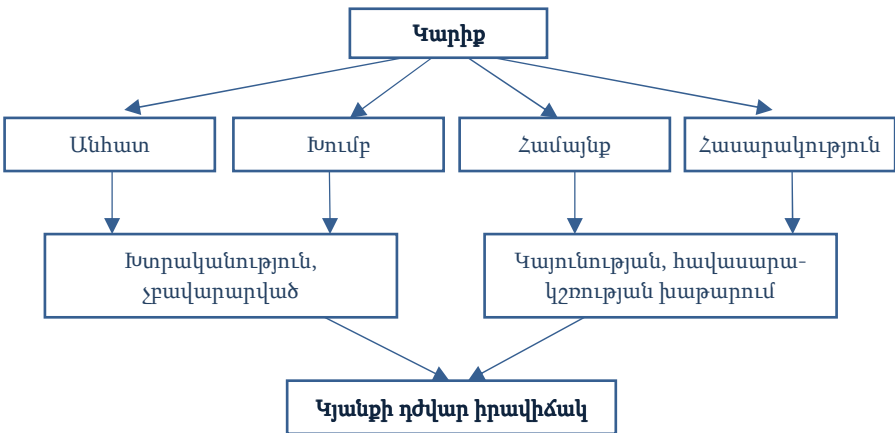 Կարիք
Անհատ
Խումբ
Համայնք
Հասարակություն
Խտրականություն,
չբավարարված
Կայունության, հավասարա-
կշռության խաթարում
Կյանքի դժվար իրավիճակ